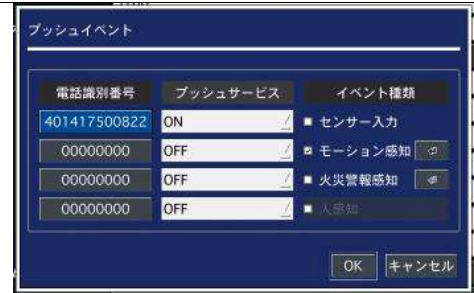 プッシュイベント
電話識別番号 プッシュサービス イベント種類
401417500822 ON センサー入力
00000000 OFF モーション感知
00000000 OFF 火災警報感知
00000000 OFF 人感知
OK キャンセル